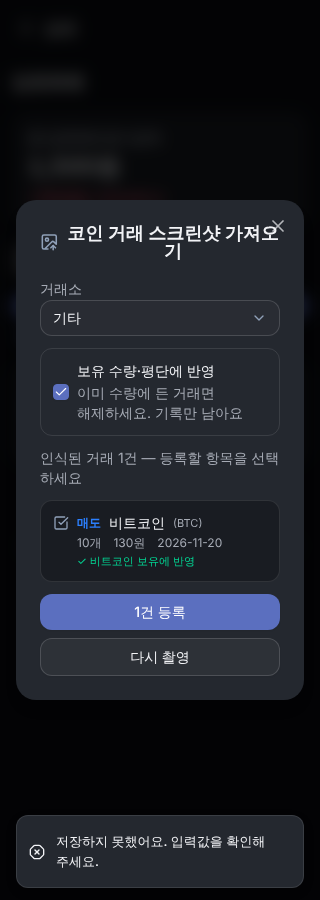 코인 거래 스크린샷 가져오
기
거래소
기타
보유 수량·평단에 반영
이미 수량에 든 거래면
해제하세요. 기록만 남아요
인식된 거래 1건 — 등록할 항목을 선택
하세요
매도 비트코인 (BTC)
10개 130원 2026-11-20
✓ 비트코인 보유에 반영
1건 등록
다시 촬영
저장하지 못했어요. 입력값을 확인해
주세요.